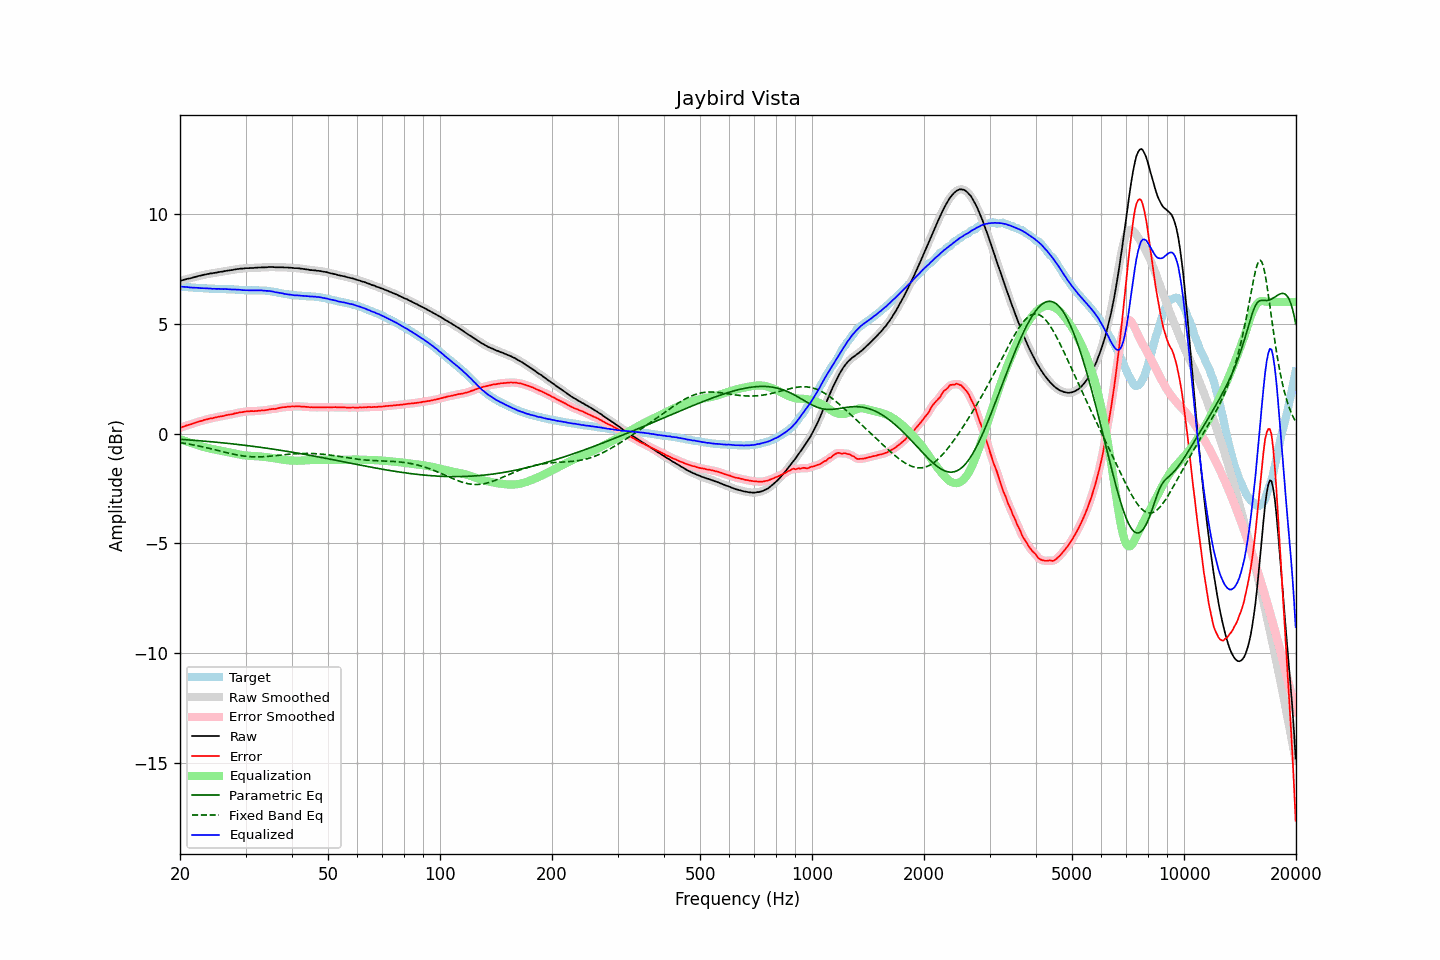 Jaybird Vista
Amplitude (dBr)
10
5
0
−5
−10
−15
Target
Raw Smoothed
Error Smoothed
Raw
Error
Equalization
Parametric Eq
Fixed Band Eq
Equalized
20 50 100 200 500 1000 2000 5000 10000 20000
Frequency (Hz)